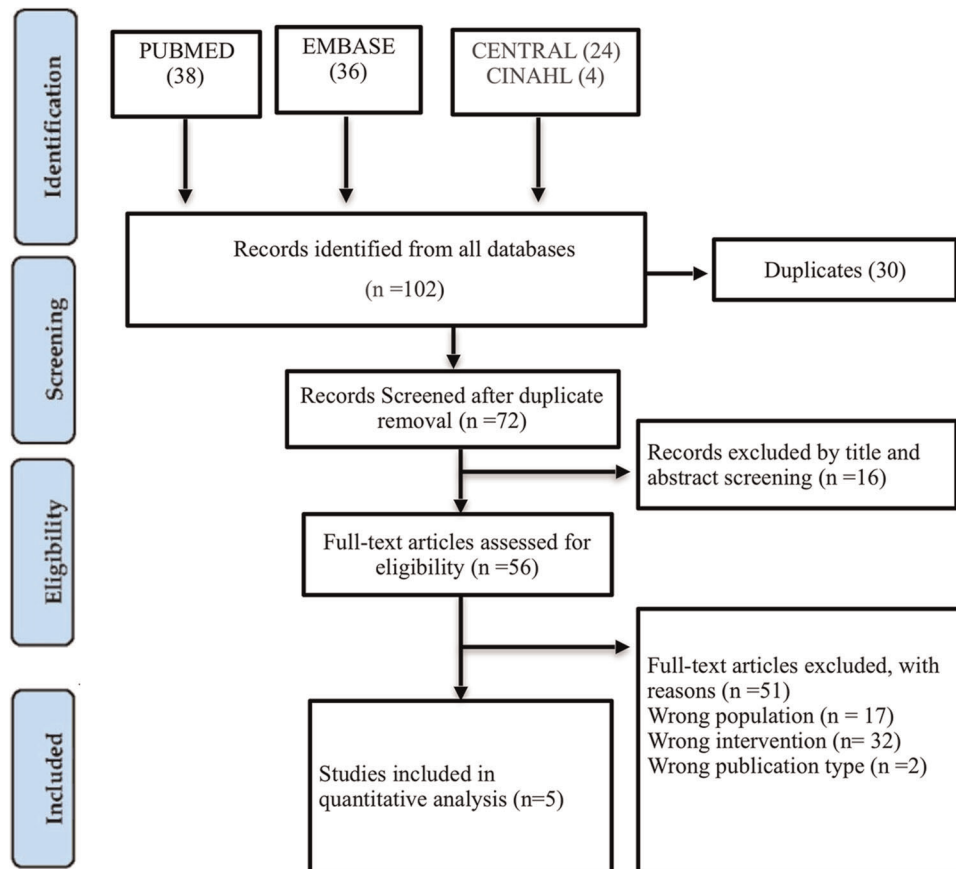 Identification
PUBMED
(38)
EMBASE
(36)
CENTRAL (24)
CINAHL (4)
Records identified from all databases
(n =102)
Duplicates (30)
Screening
Records Screened after duplicate
removal (n =72)
Records excluded by title and
abstract screening (n =16)
Eligibility
Full-text articles assessed for
eligibility (n =56)
Full-text articles excluded, with
reasons (n =51)
Wrong population (n = 17)
Wrong intervention (n= 32)
Wrong publication type (n =2)
Included
Studies included in
quantitative analysis (n=5)